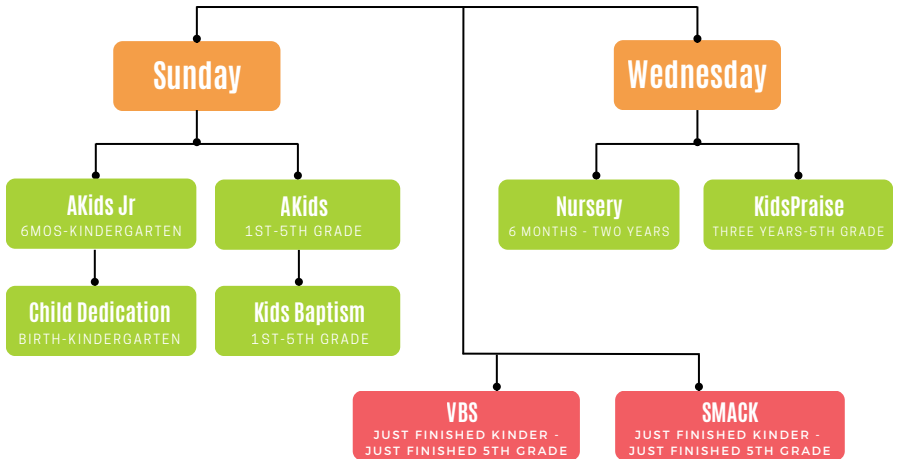 Sunday
Wednesday
AKids Jr
6MOS-KINDERGARTEN
AKids
1ST-5TH GRADE
Nursery
6 MONTHS - TWO YEARS
KidsPraise
THREE YEARS-5TH GRADE
Child Dedication
BIRTH-KINDERGARTEN
Kids Baptism
1ST-5TH GRADE
VBS
JUST FINISHED KINDER -
JUST FINISHED 5TH GRADE
SMACK
JUST FINISHED KINDER -
JUST FINISHED 5TH GRADE